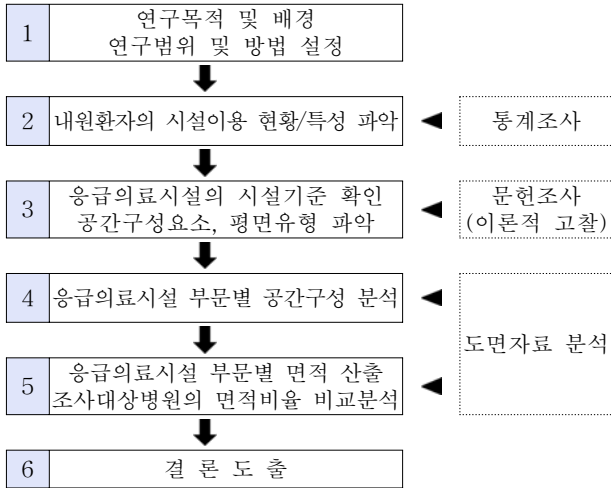 1
연구목적 및 배경
연구범위 및 방법 설정
2
내원환자의 시설이용 현황/특성 파악
통계조사
3
응급의료시설의 시설기준 확인
공간구성요소, 평면유형 파악
문헌조사
(이론적 고찰)
4
응급의료시설 부문별 공간구성 분석
도면자료 분석
5
응급의료시설 부문별 면적 산출
조사대상병원의 면적비율 비교분석
6
결 론 도 출